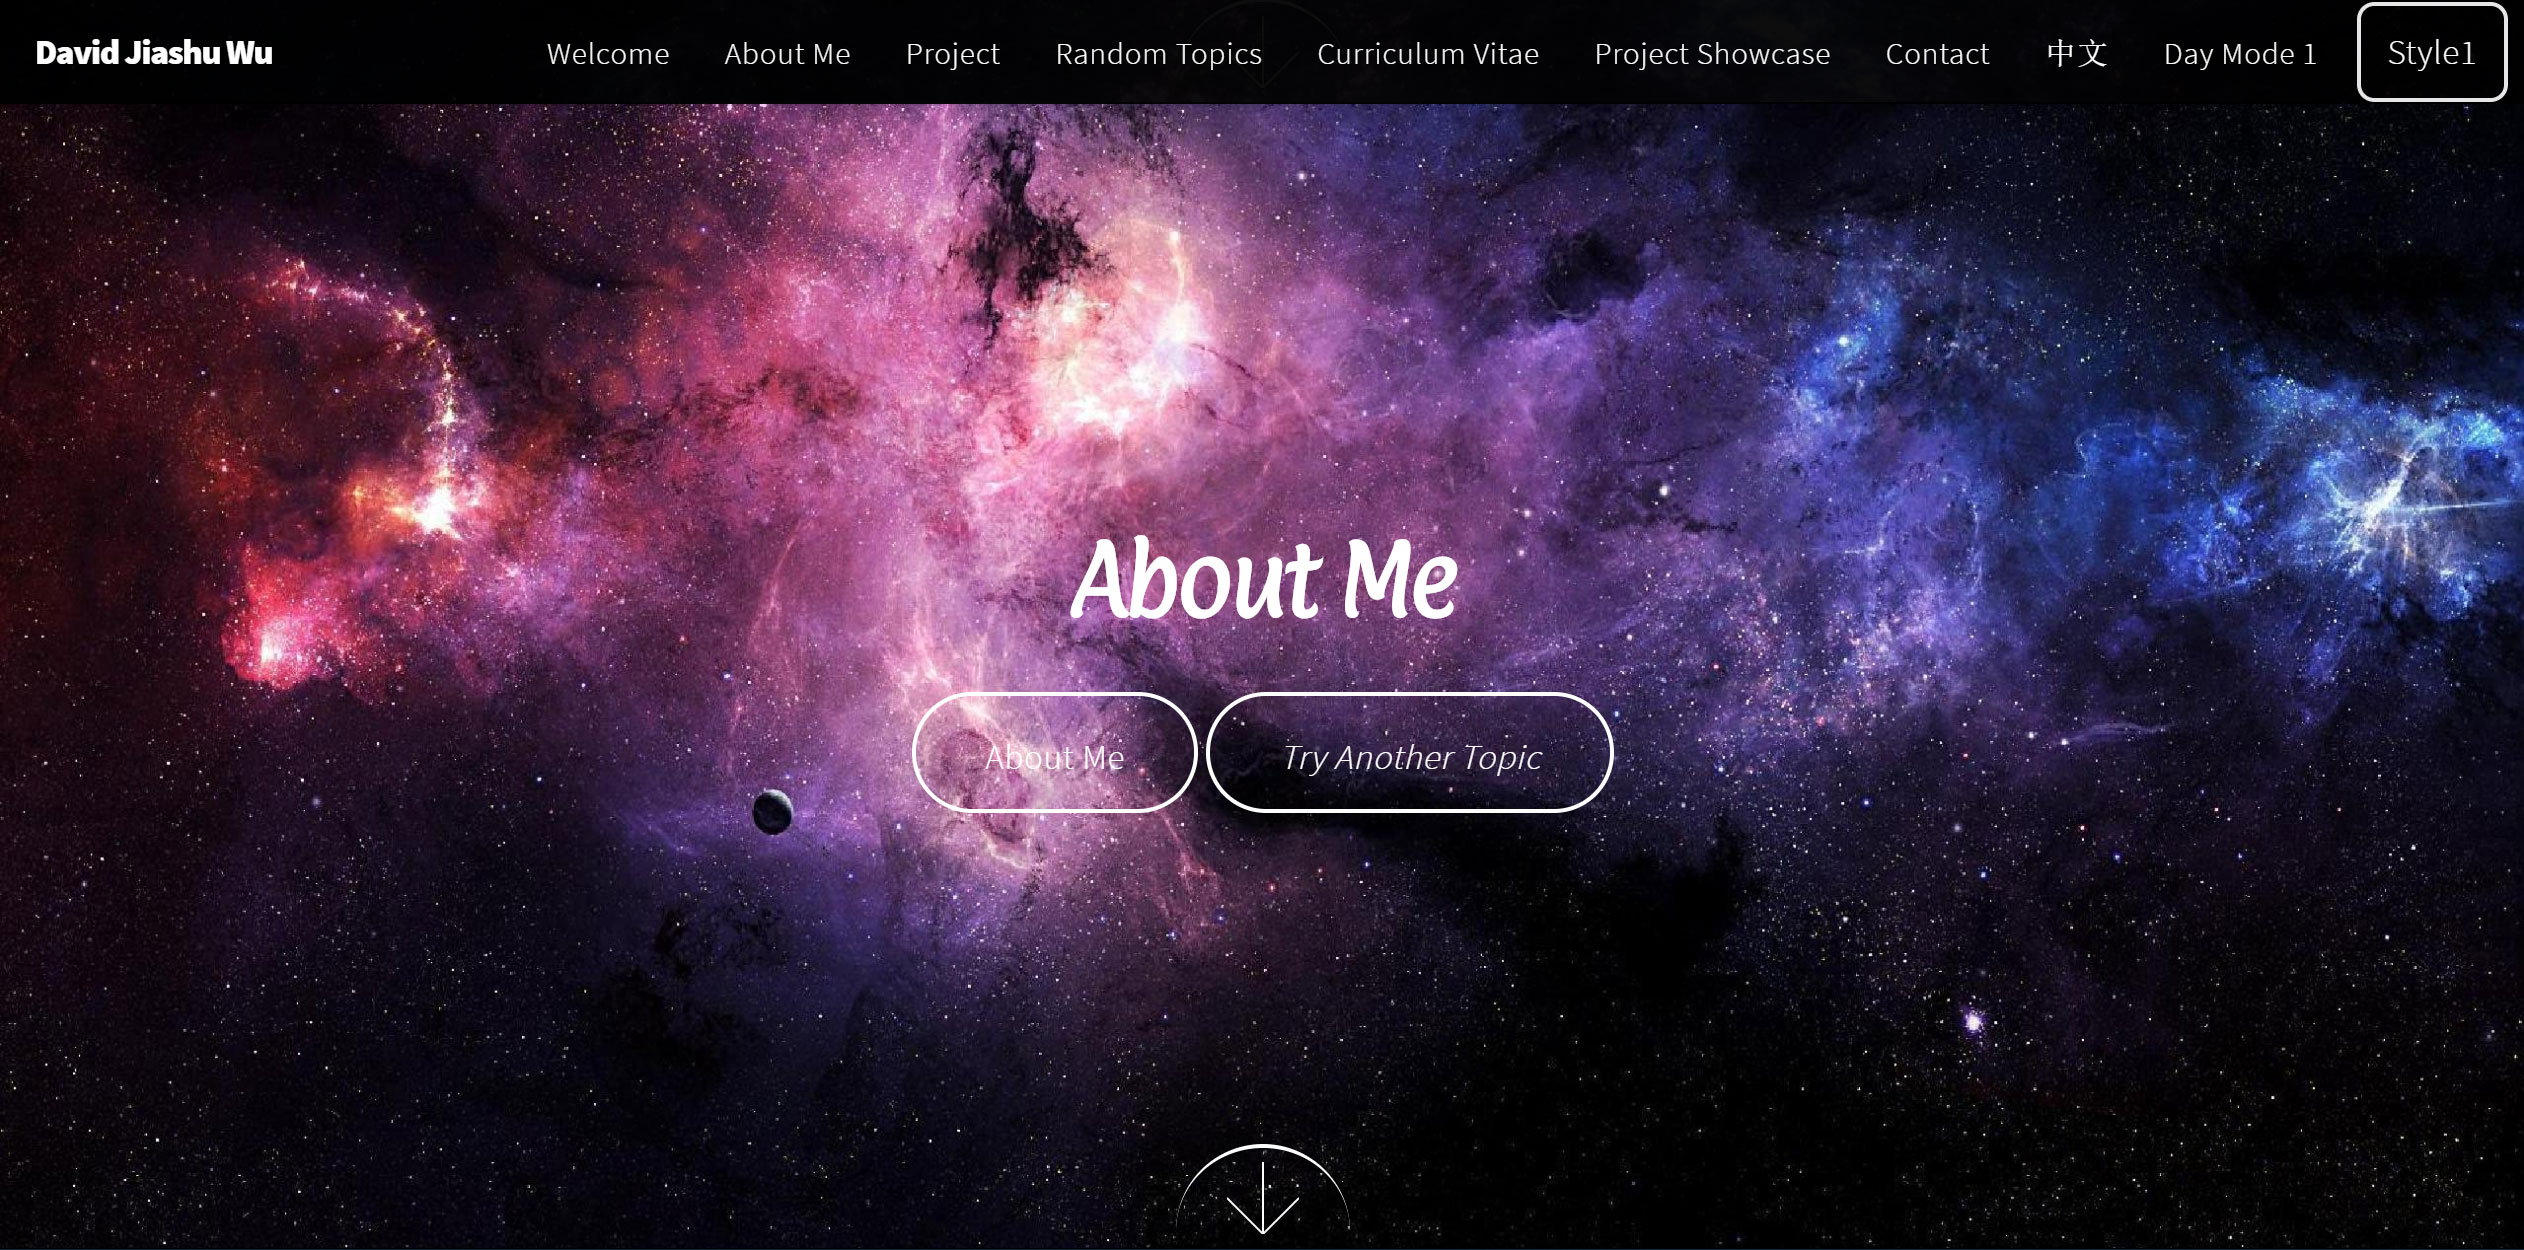 David Jiashu Wu Welcome About Me Project Random Topics Curriculum Vitae Project Showcase Contact 中文 Day Mode 1 Style1
About Me
About Me Try Another Topic